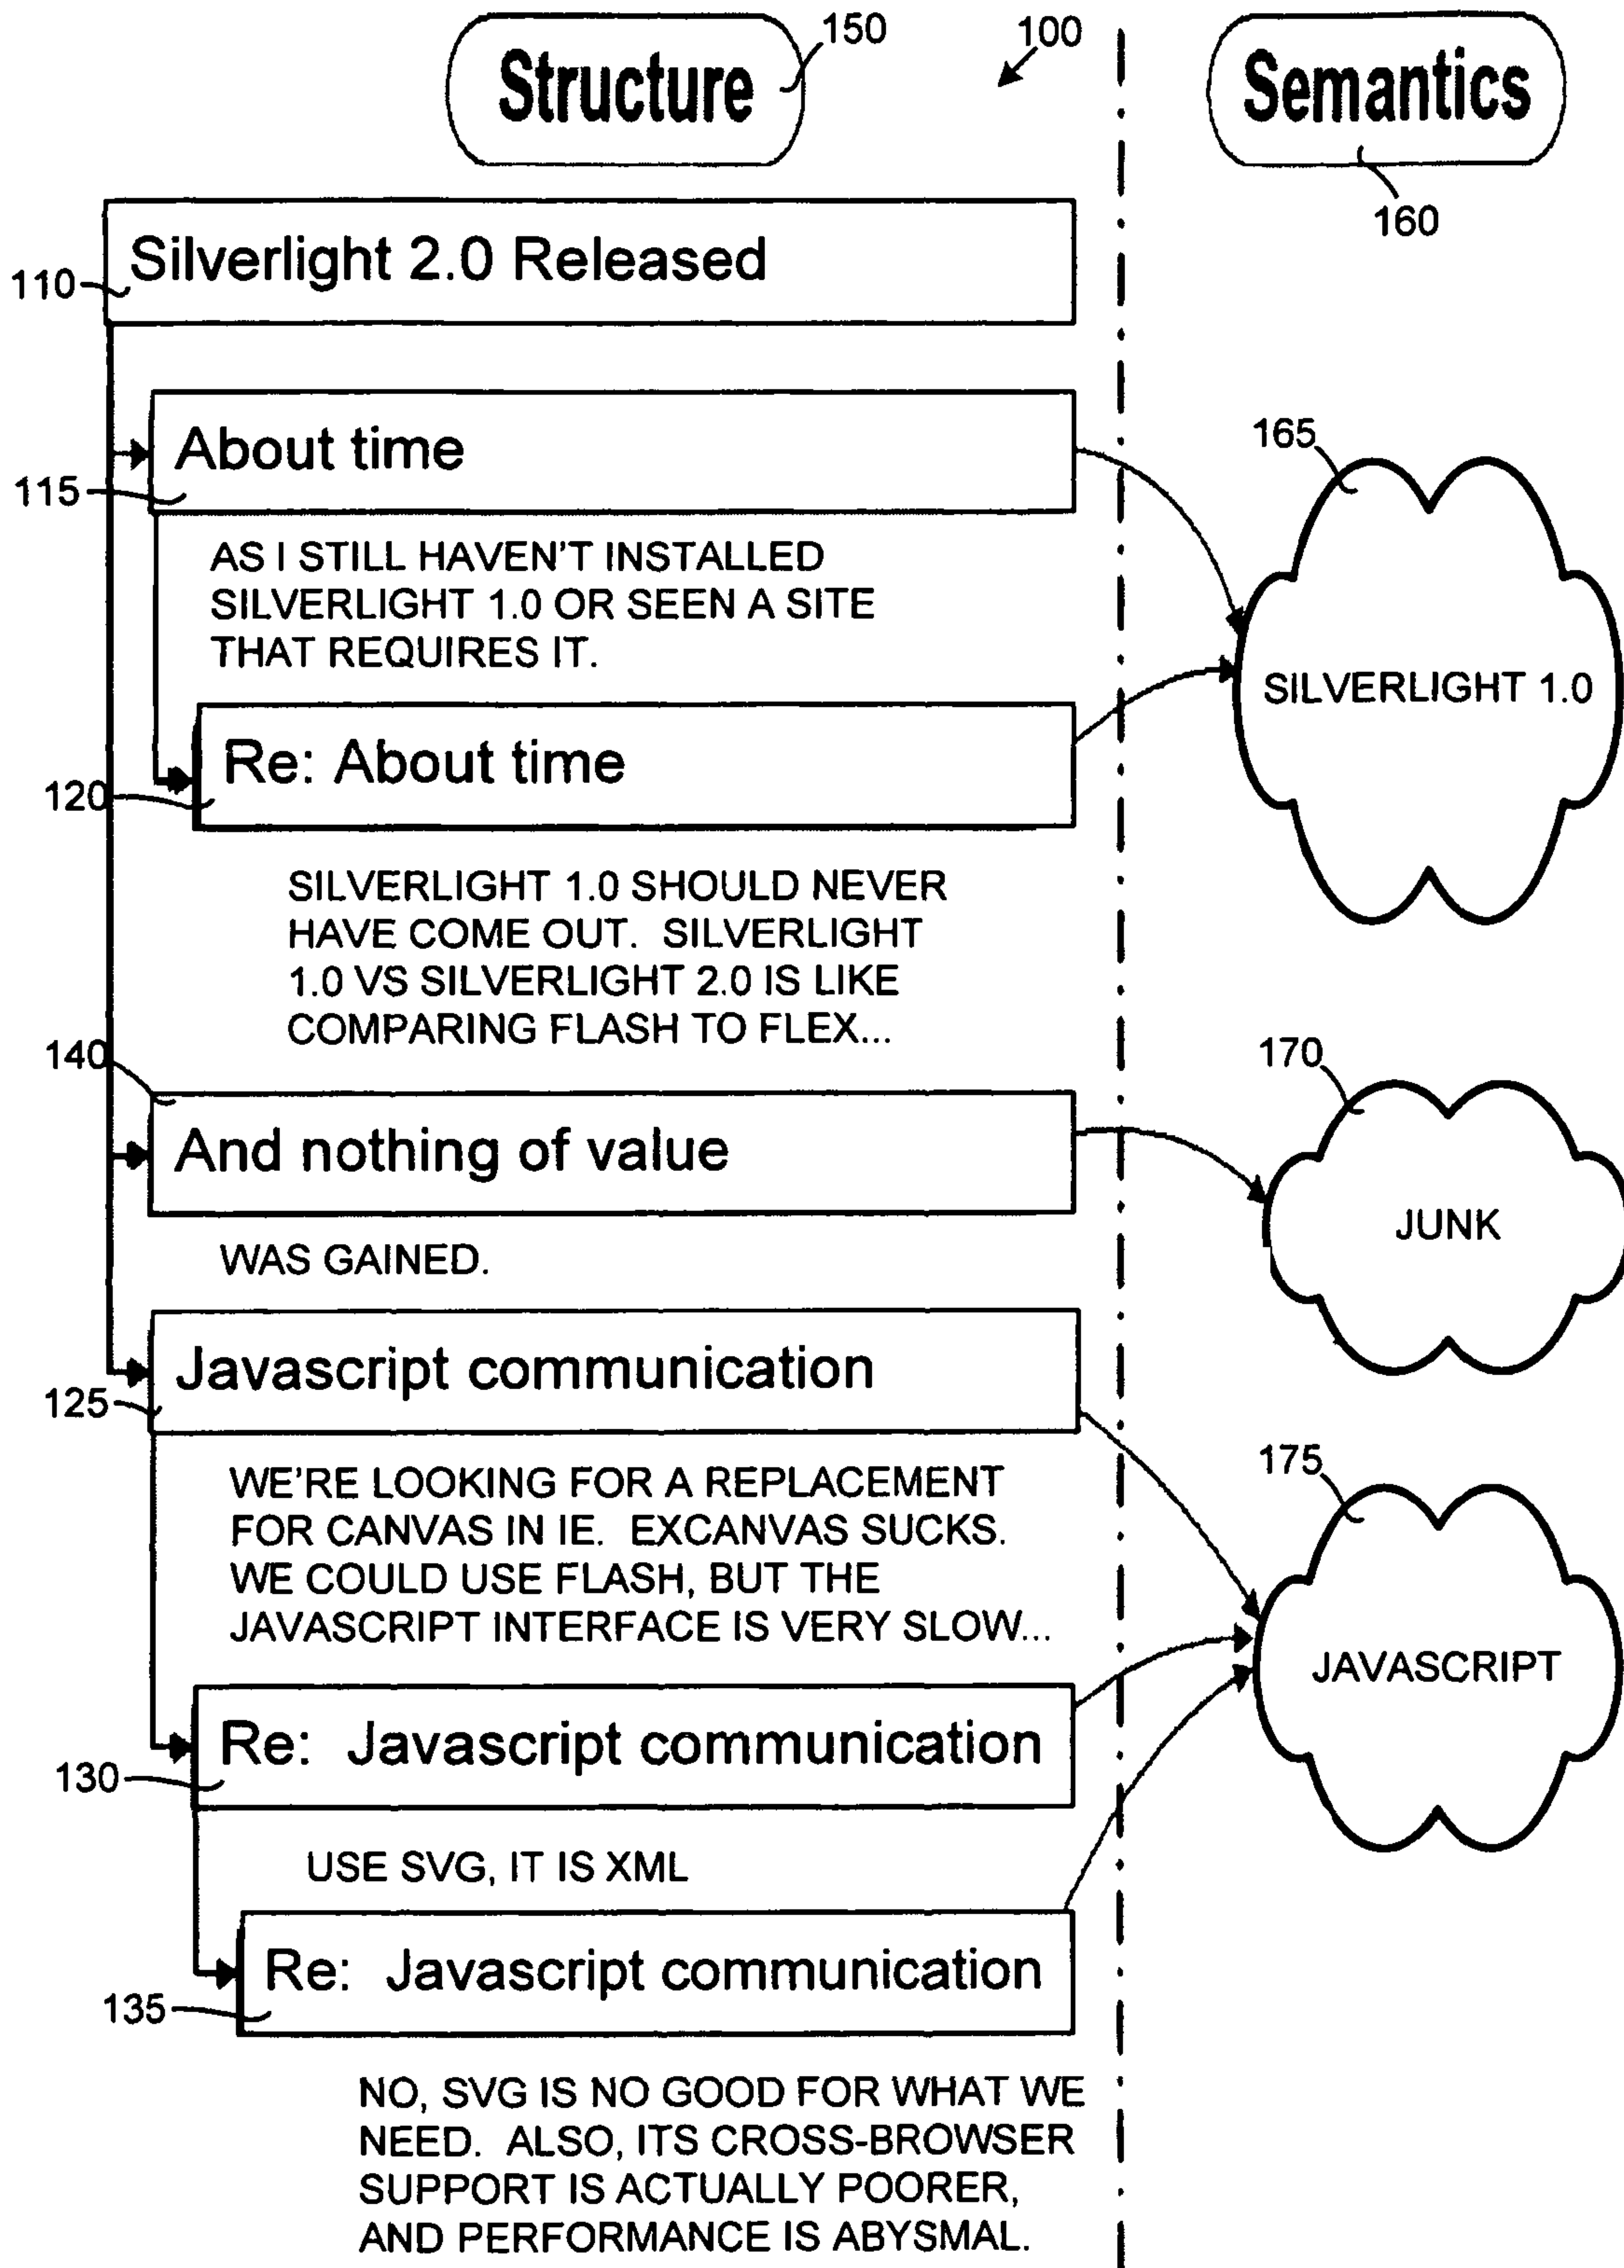 150
100
Structure
Semantics
160
Silverlight 2.0 Released
110
About time
165
115
AS I STILL HAVEN'T INSTALLED
SILVERLIGHT 1.0 OR SEEN A SITE
THAT REQUIRES IT.
SILVERLIGHT 1.0
Re: About time
120
SILVERLIGHT 1.0 SHOULD NEVER
HAVE COME OUT. SILVERLIGHT
1.0 VS SILVERLIGHT 2.0 IS LIKE
COMPARING FLASH TO FLEX...
140
170
And nothing of value
JUNK
WAS GAINED.
Javascript communication
125
175
WE'RE LOOKING FOR A REPLACEMENT
FOR CANVAS IN IE. EXCANVAS SUCKS.
WE COULD USE FLASH, BUT THE
JAVASCRIPT INTERFACE IS VERY SLOW...
JAVASCRIPT
Re: Javascript communication
130
USE SVG, IT IS XML
Re: Javascript communication
135
NO, SVG IS NO GOOD FOR WHAT WE
NEED. ALSO, ITS CROSS-BROWSER
SUPPORT IS ACTUALLY POORER,
AND PERFORMANCE IS ABYSMAL.